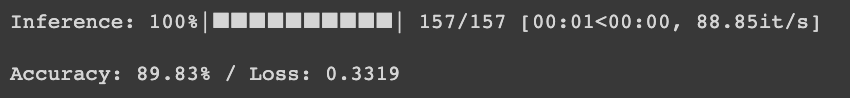 Inference: 100%|██████████| 157/157 [00:01<00:00, 88.85it/s]
Accuracy: 89.83% / Loss: 0.3319